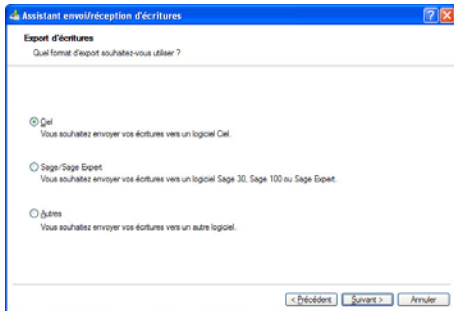 Assistant envoi/réception d'écritures
Export d'écritures
Quel format d'export souhaitez-vous utiliser ?
Ciel
Vous souhaitez envoyer vos écritures vers un logiciel Ciel.
Sage/Sage Expert
Vous souhaitez envoyer vos écritures vers un logiciel Sage 30, Sage 100 ou Sage Expert.
Autres
Vous souhaitez envoyer vos écritures vers un autre logiciel.
< Précédent Suivant > Annuler